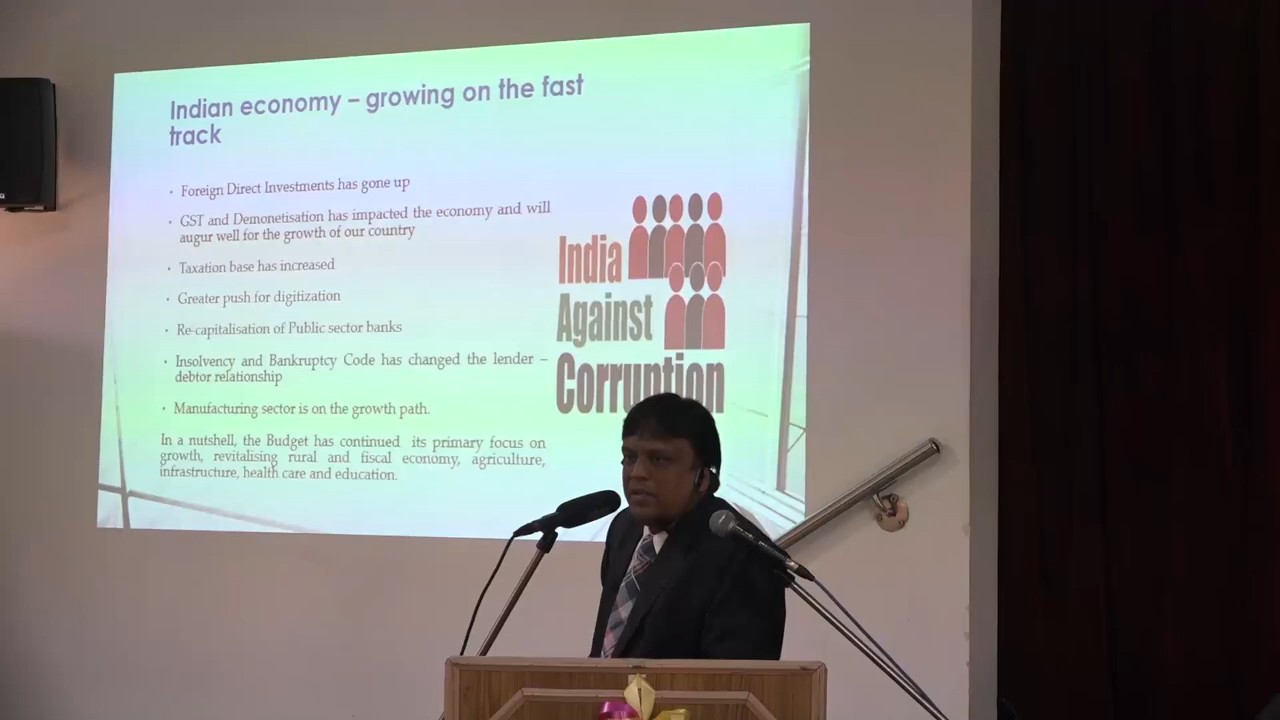 Indian economy – growing on the fast
track
• Foreign Direct Investments has gone up
• GST and Demonetisation has impacted the economy and will
augur well for the growth of our country
• Taxation base has increased
• Greater push for digitization
• Re-capitalisation of Public sector banks
• Insolvency and Bankruptcy Code has changed the lender –
debtor relationship
• Manufacturing sector is on the growth path.
In a nutshell, the Budget has continued its primary focus on
growth, revitalising rural and fiscal economy, agriculture,
infrastructure, health care and education.
India
Against
Corruption